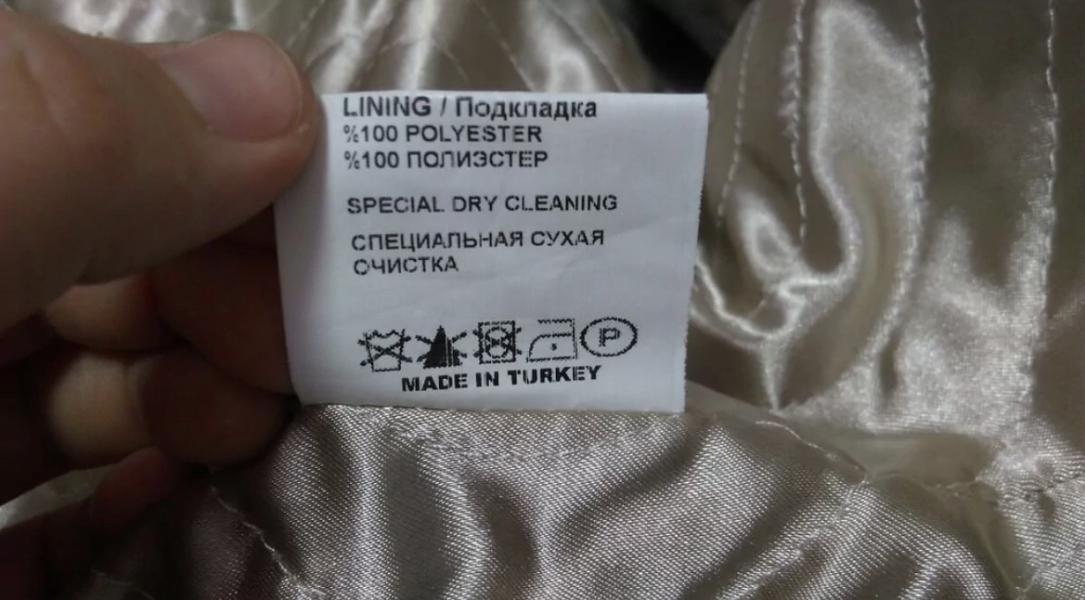 LINING / Подкладка
%100 POLYESTER
%100 ПОЛИЭСТЕР
SPECIAL DRY CLEANING
СПЕЦИАЛЬНАЯ СУХАЯ
ОЧИСТКА
P
MADE IN TURKEY